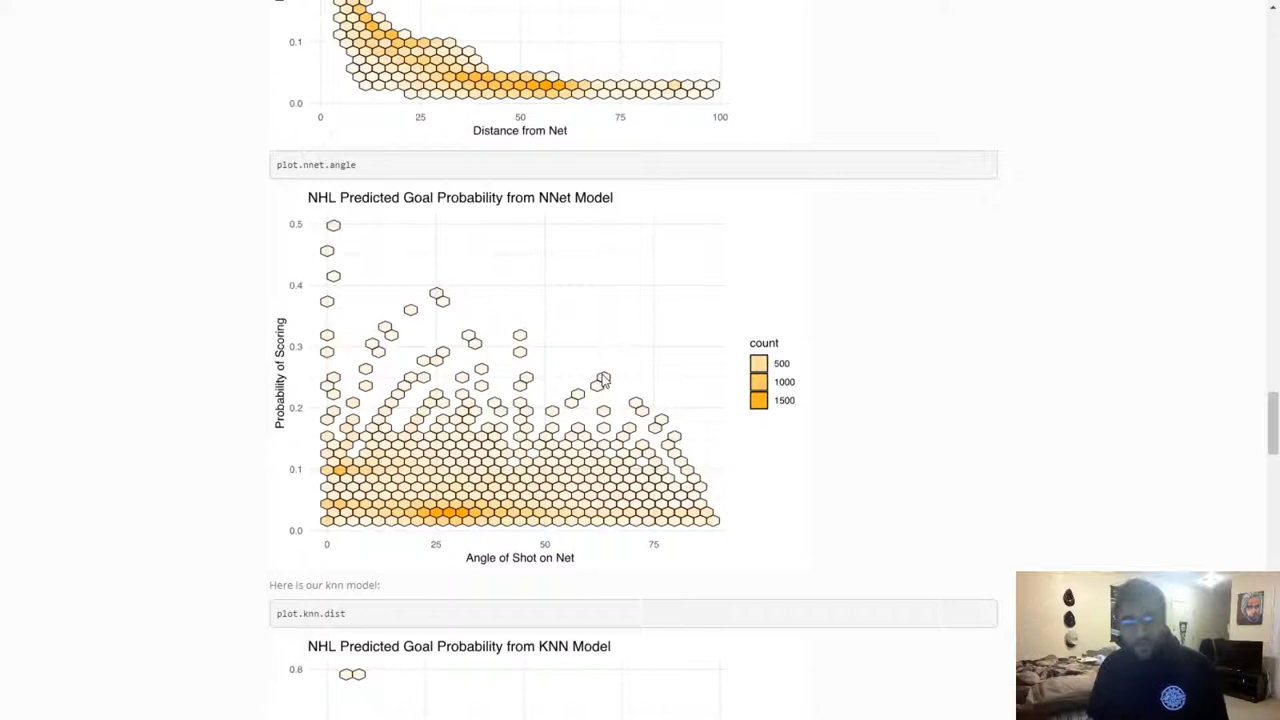 0.1
0.0
0 25 50 75 100
Distance from Net
plot.nnet.angle
NHL Predicted Goal Probability from NNet Model
0.5
0.4
0.3
0.2
0.1
0.0
Probability of Scoring
count
500
1000
1500
0 25 50 75
Angle of Shot on Net
Here is our knn model:
plot.knn.dist
NHL Predicted Goal Probability from KNN Model
0.8